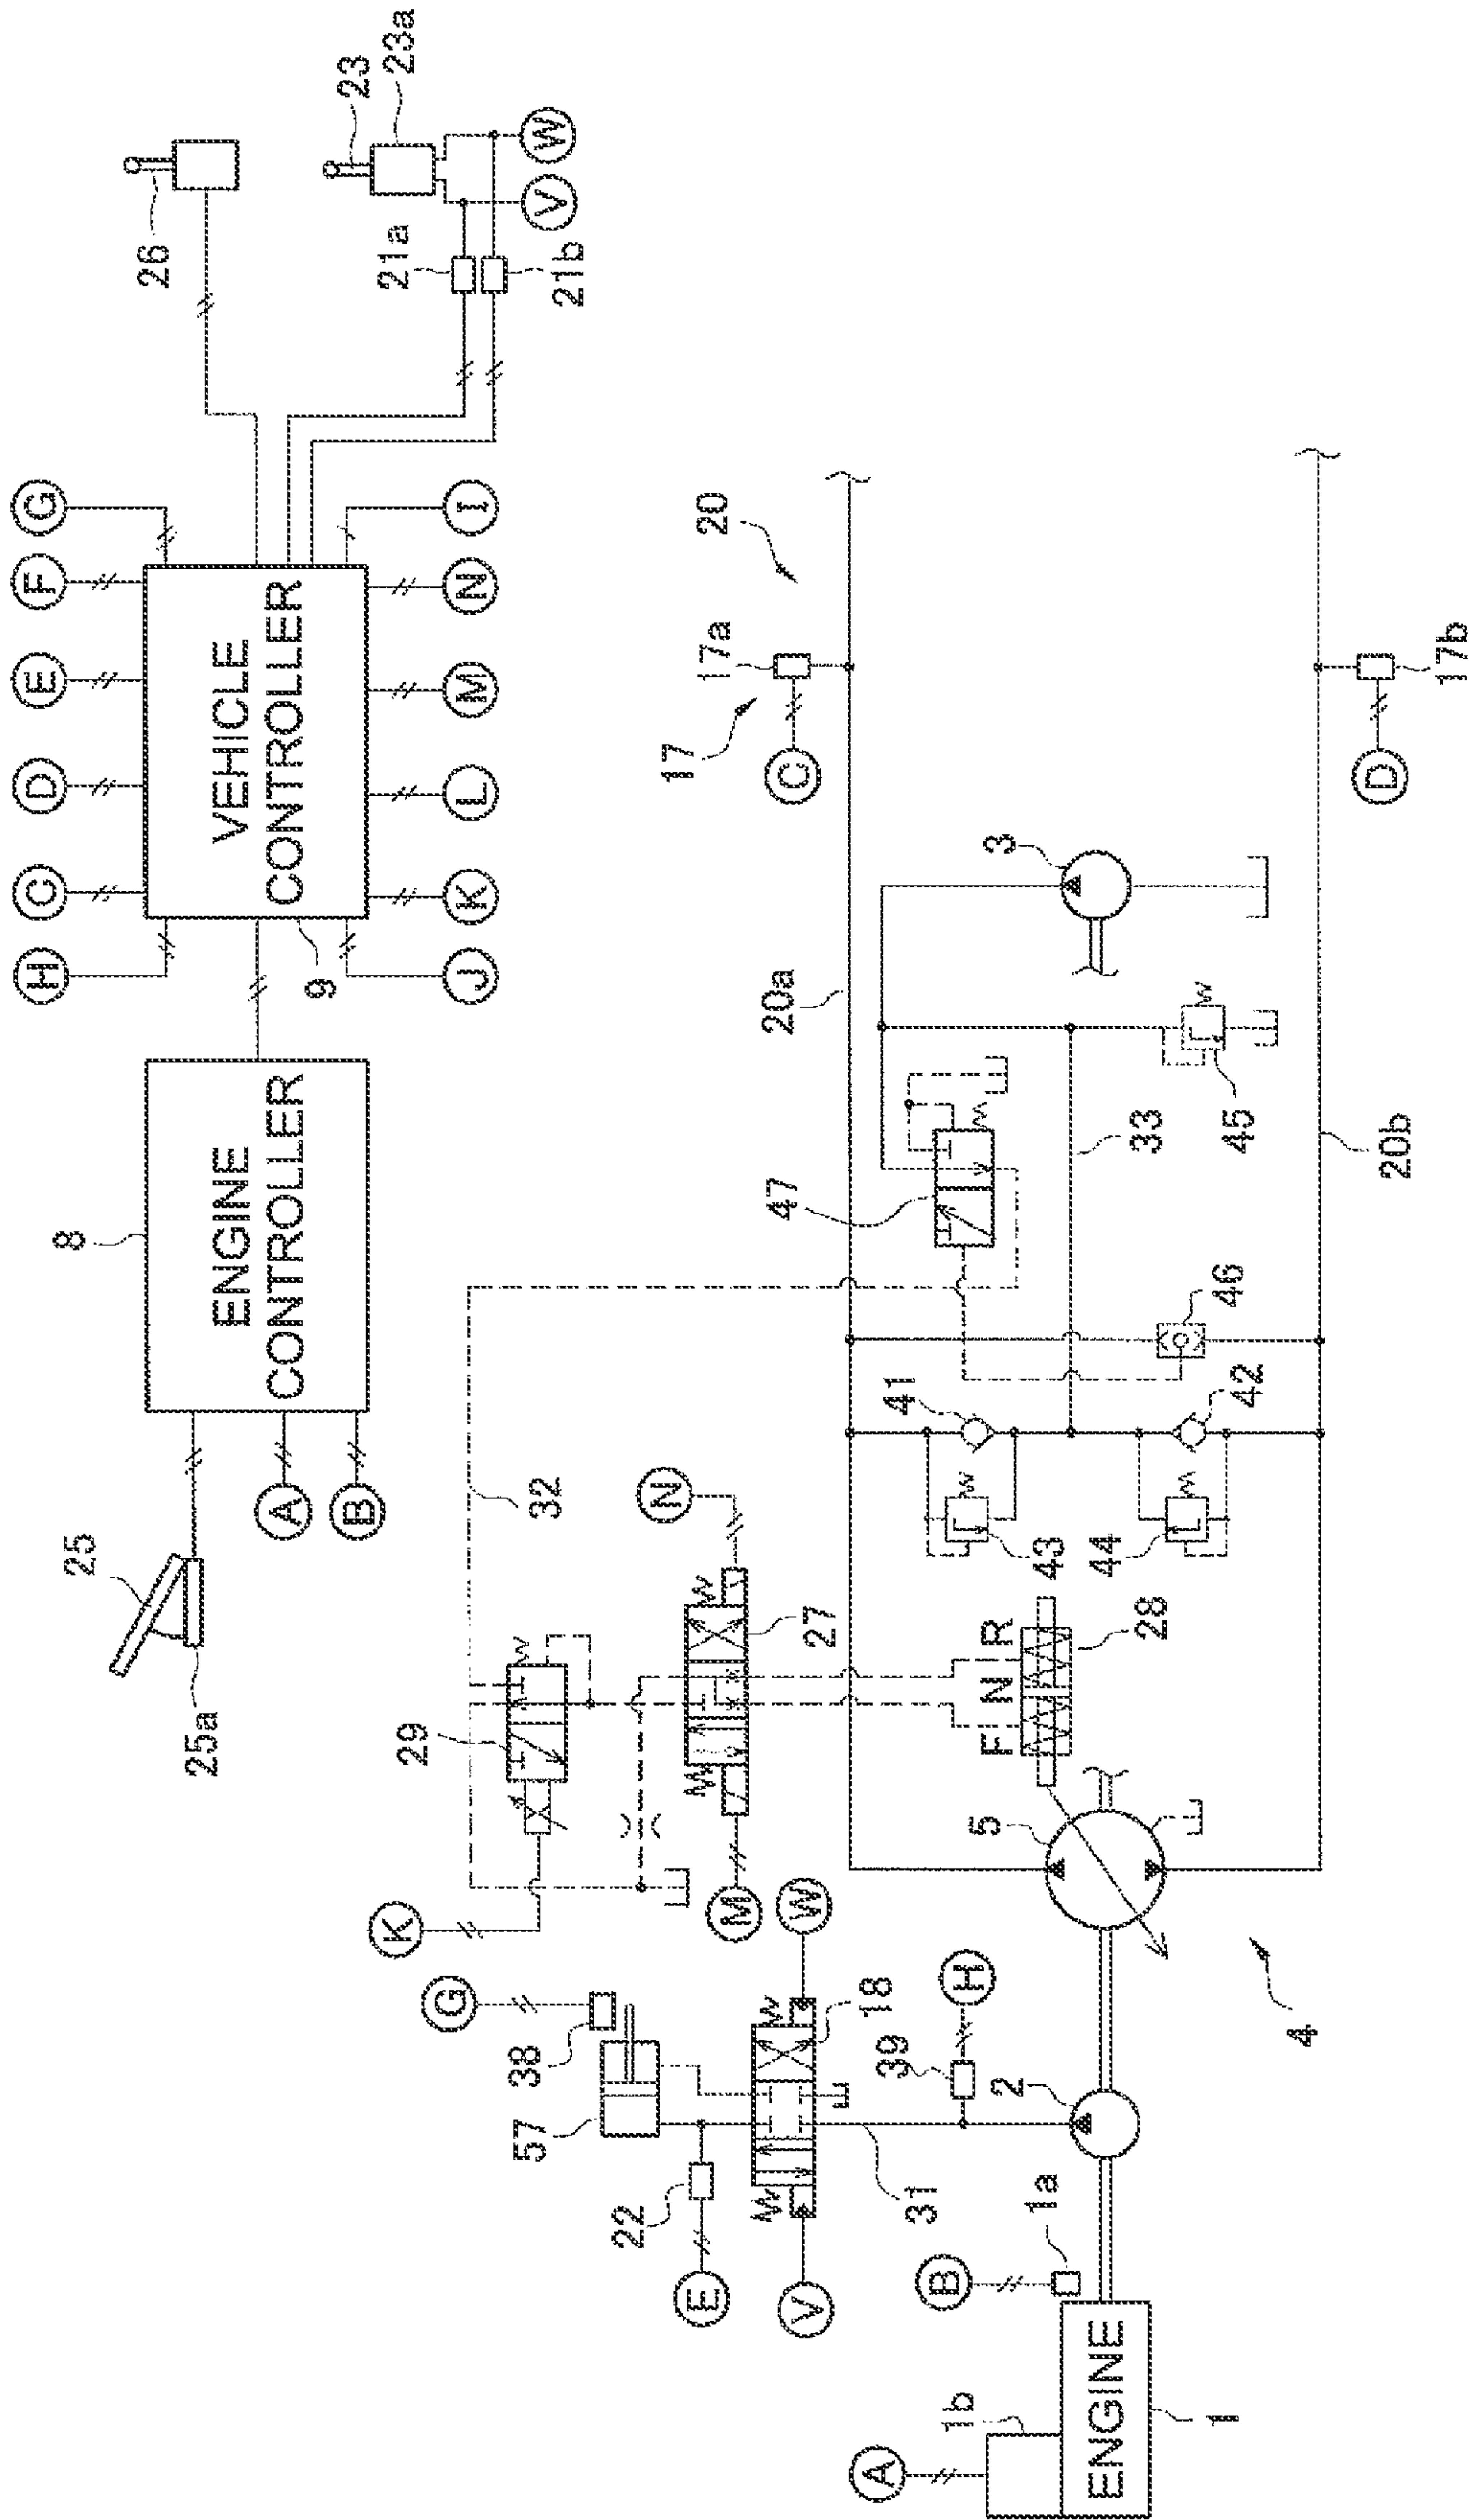 H
C
D
E
F
G
25
25a
8
ENGINE
CONTROLLER
VEHICLE
CONTROLLER
9
26
23
23a
A
B
J
K
L
M
N
I
21a
21b
V
W
K
29
32
G
38
57
22
E
18
V
W
M
27
N
17
17a
20
C
20a
47
3
B
1a
31
39
H
2
5
F
N
R
28
41
43
44
42
46
33
45
A
1b
ENGINE
1
4
20b
D
17b